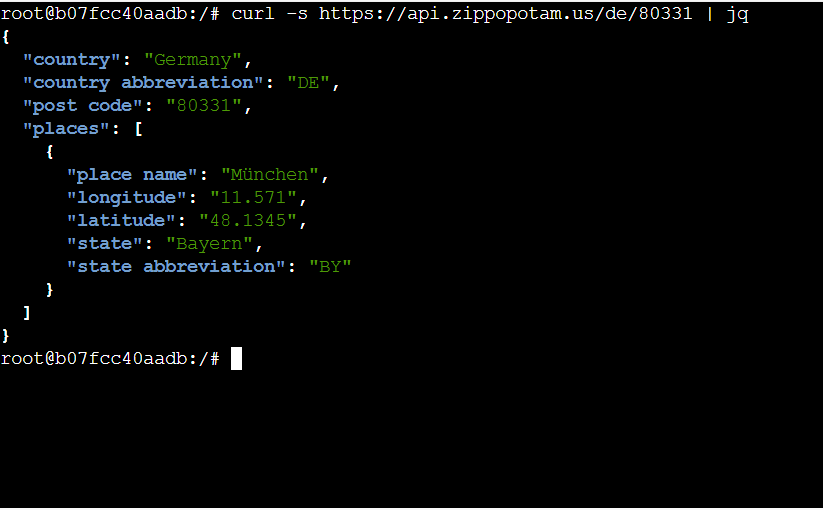 root@b07fcc40aadb:/# curl -s https://api.zippopotam.us/de/80331 | jq
{
  "country": "Germany",
  "country abbreviation": "DE",
  "post code": "80331",
  "places": [
    {
      "place name": "München",
      "longitude": "11.571",
      "latitude": "48.1345",
      "state": "Bayern",
      "state abbreviation": "BY"
    }
  ]
}
root@b07fcc40aadb:/#